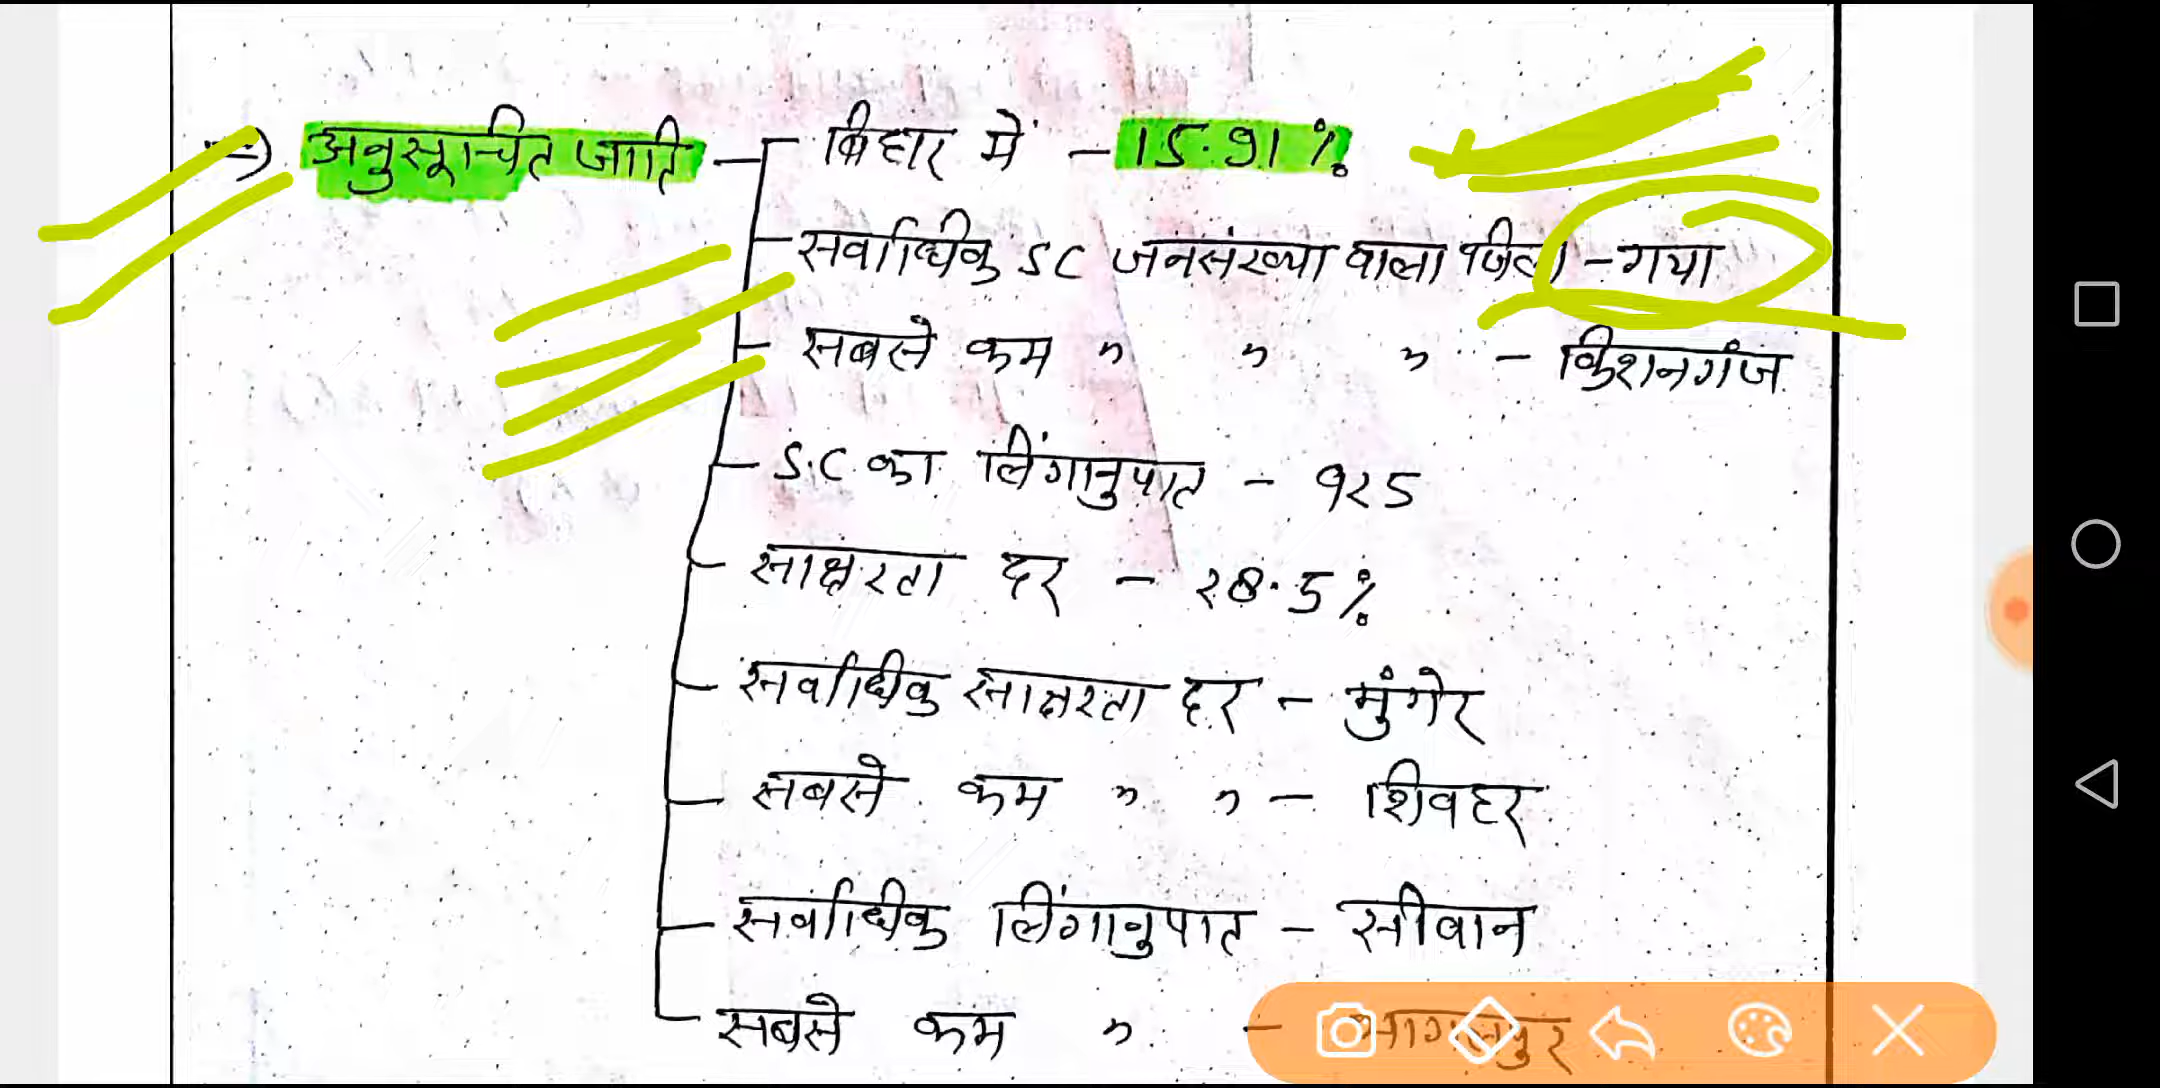 →) अनुसूचित जाति - बिहार में - 15.91%
सर्वाधिक SC जनसंख्या वाला जिला - गया
सबसे कम " " " - किशनगंज
S.C का लिंगानुपात - 925
साक्षरता दर - 28.5%
सर्वाधिक साक्षरता दर - मुंगेर
सबसे कम " " - शिवहर
सर्वाधिक लिंगानुपात - सीवान
सबसे कम " - भागलपुर